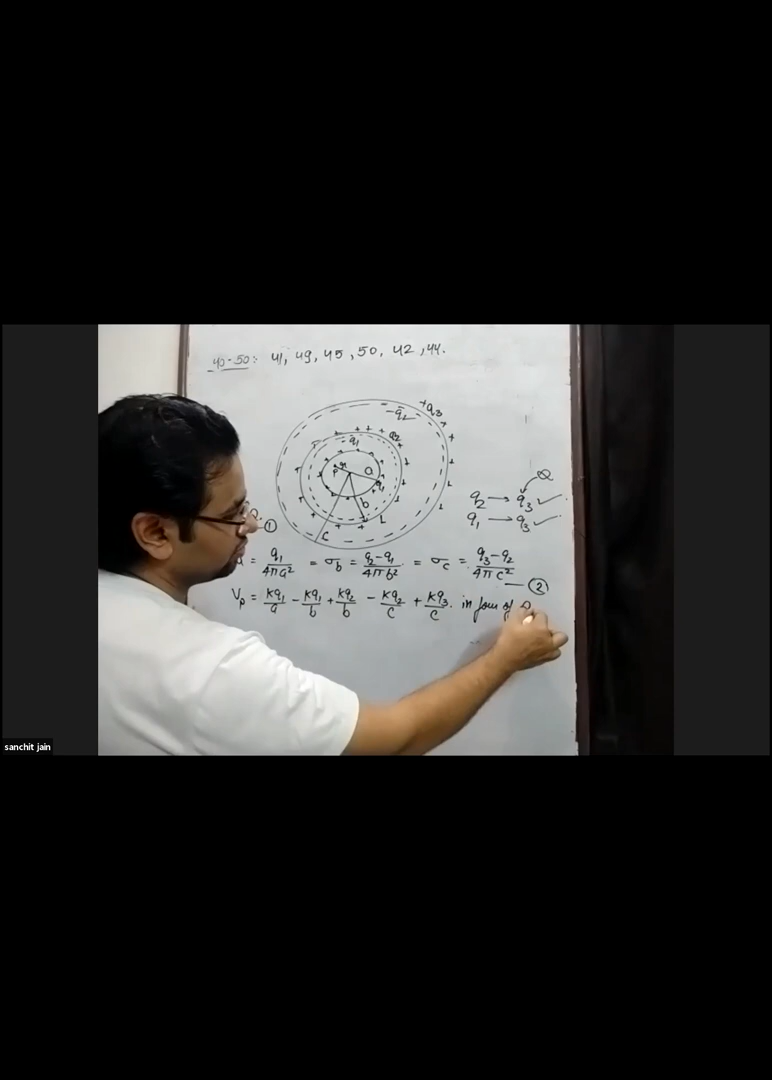 40-50: 41, 49, 45, 50, 42, 44.
+q3
-q2
q2
-q1
P
a
q1
b
c
Q
q2 → q3 ✓
q1 → q3 ✓
①
= q1/4πa² = σb = q2-q1/4πb² = σc = q3-q2/4πc²
②
Vp = kq1/a - kq1/b + kq2/b - kq2/c + kq3/c. in form of
sanchit jain